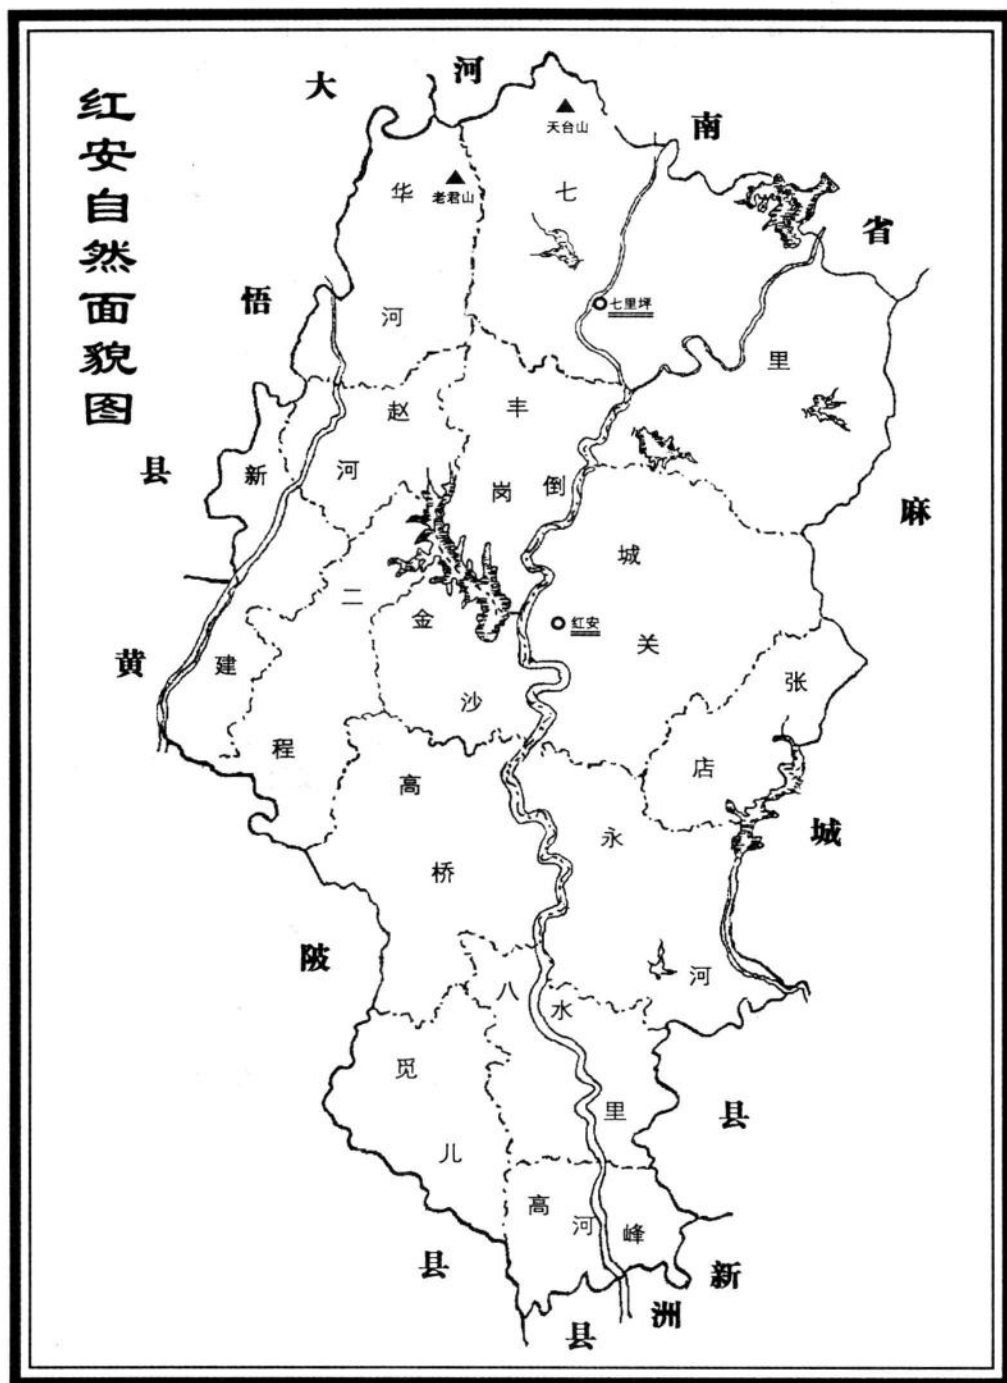 红安自然面貌图
大悟县
河南省
麻城县
新洲县
黄陂县
天台山
老君山
七里坪
红安
华河
七里
赵河
丰岗
新建
二程
金沙
城关
张店
高桥
永河
八里
觅儿
高峰
倒水河